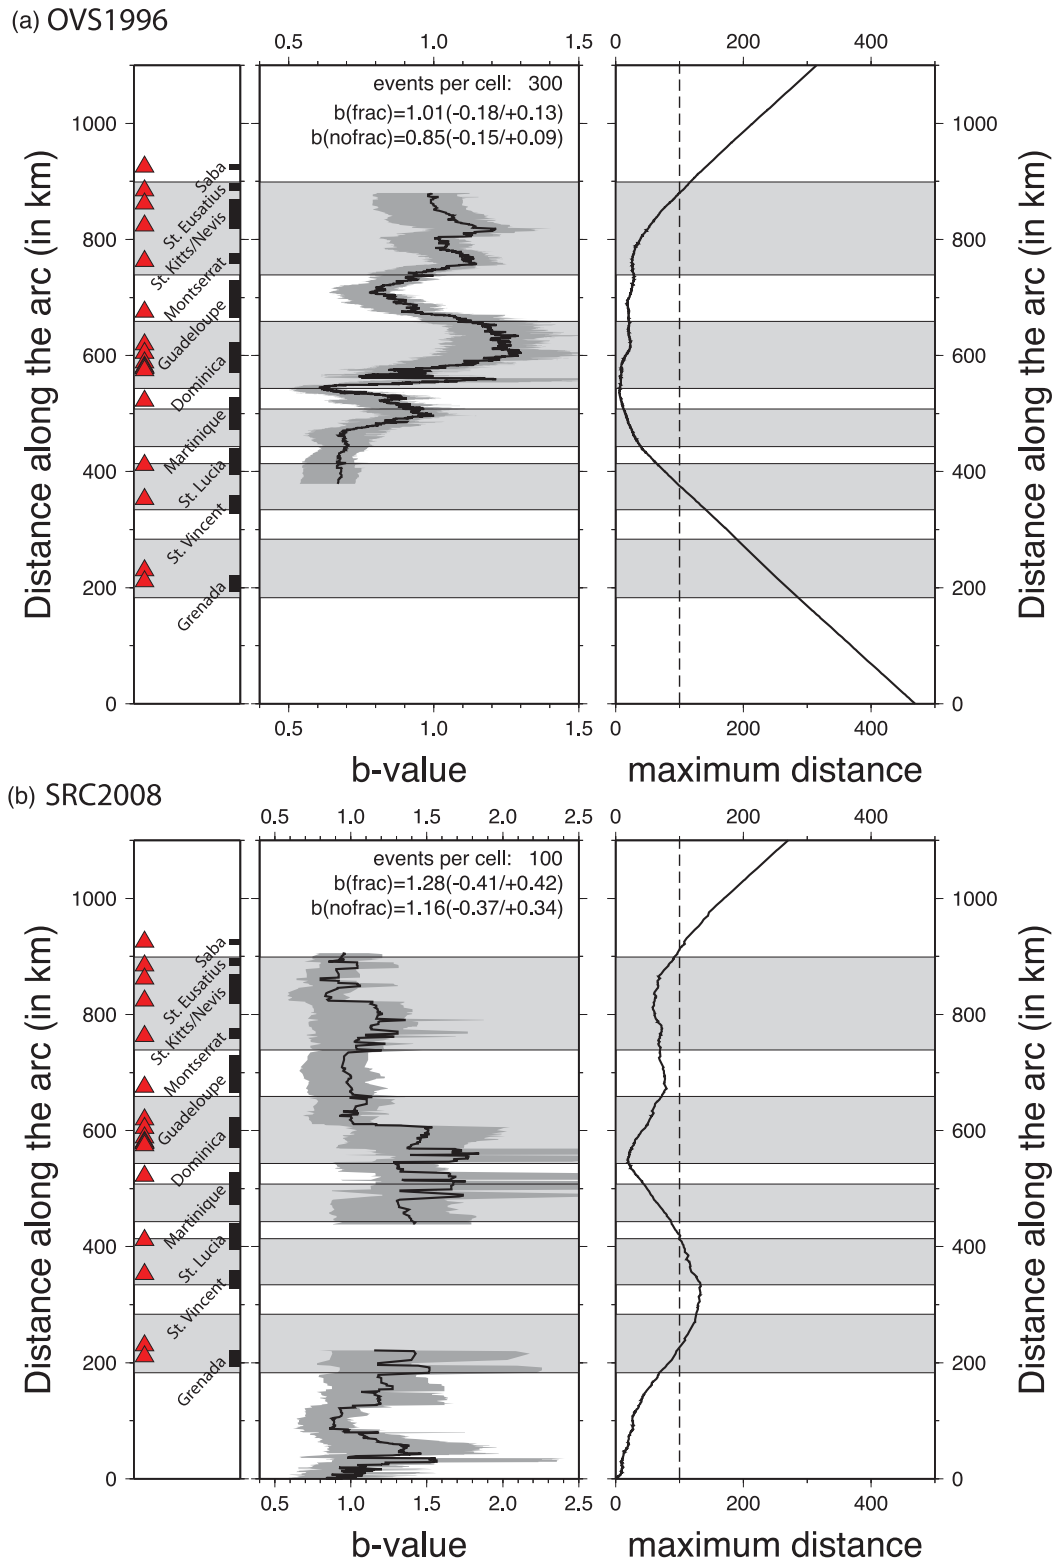 (a) OVS1996
0.5 1.0 1.5
0 200 400
events per cell: 300
b(frac)=1.01(-0.18/+0.13)
b(nofrac)=0.85(-0.15/+0.09)
Distance along the arc (in km)
1000
800
600
400
200
0
Saba
St. Eusatius
St. Kitts/Nevis
Montserrat
Guadeloupe
Dominica
Martinique
St. Lucia
St. Vincent
Grenada
1000
800
600
400
200
0
Distance along the arc (in km)
0.5 1.0 1.5
0 200 400
b-value
maximum distance
(b) SRC2008
0.5 1.0 1.5 2.0 2.5
0 200 400
events per cell: 100
b(frac)=1.28(-0.41/+0.42)
b(nofrac)=1.16(-0.37/+0.34)
Distance along the arc (in km)
1000
800
600
400
200
0
Saba
St. Eusatius
St. Kitts/Nevis
Montserrat
Guadeloupe
Dominica
Martinique
St. Lucia
St. Vincent
Grenada
1000
800
600
400
200
0
Distance along the arc (in km)
0.5 1.0 1.5 2.0 2.5
0 200 400
b-value
maximum distance